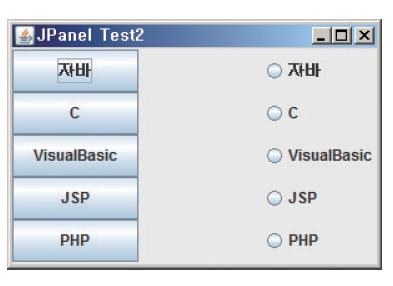 JPanel Test2
자바 자바
C C
VisualBasic VisualBasic
JSP JSP
PHP PHP